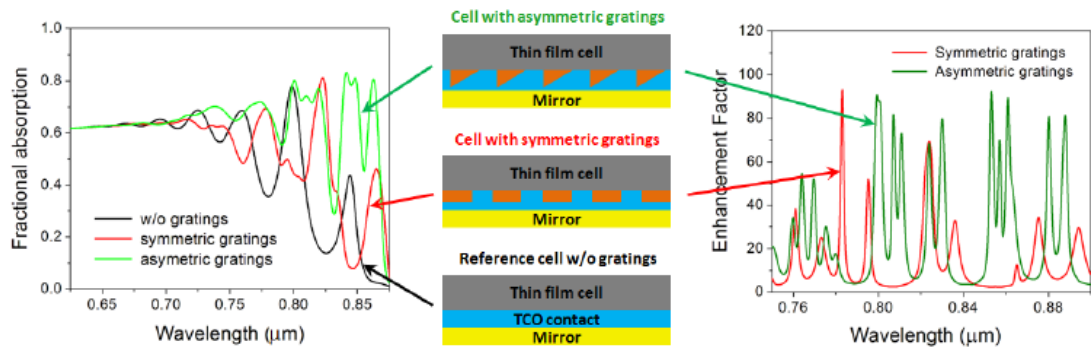 1.0
0.8
0.6
0.4
0.2
0.0
Fractional absorption
w/o gratings
symmetric gratings
asymetric gratings
0.65
0.70
0.75
0.80
0.85
Wavelength (μm)
Cell with asymmetric gratings
Thin film cell
Mirror
Cell with symmetric gratings
Thin film cell
Mirror
Reference cell w/o gratings
Thin film cell
TCO contact
Mirror
120
100
80
60
40
20
0
Enhancement Factor
Symmetric gratings
Asymmetric gratings
0.76
0.80
0.84
0.88
Wavelength (μm)